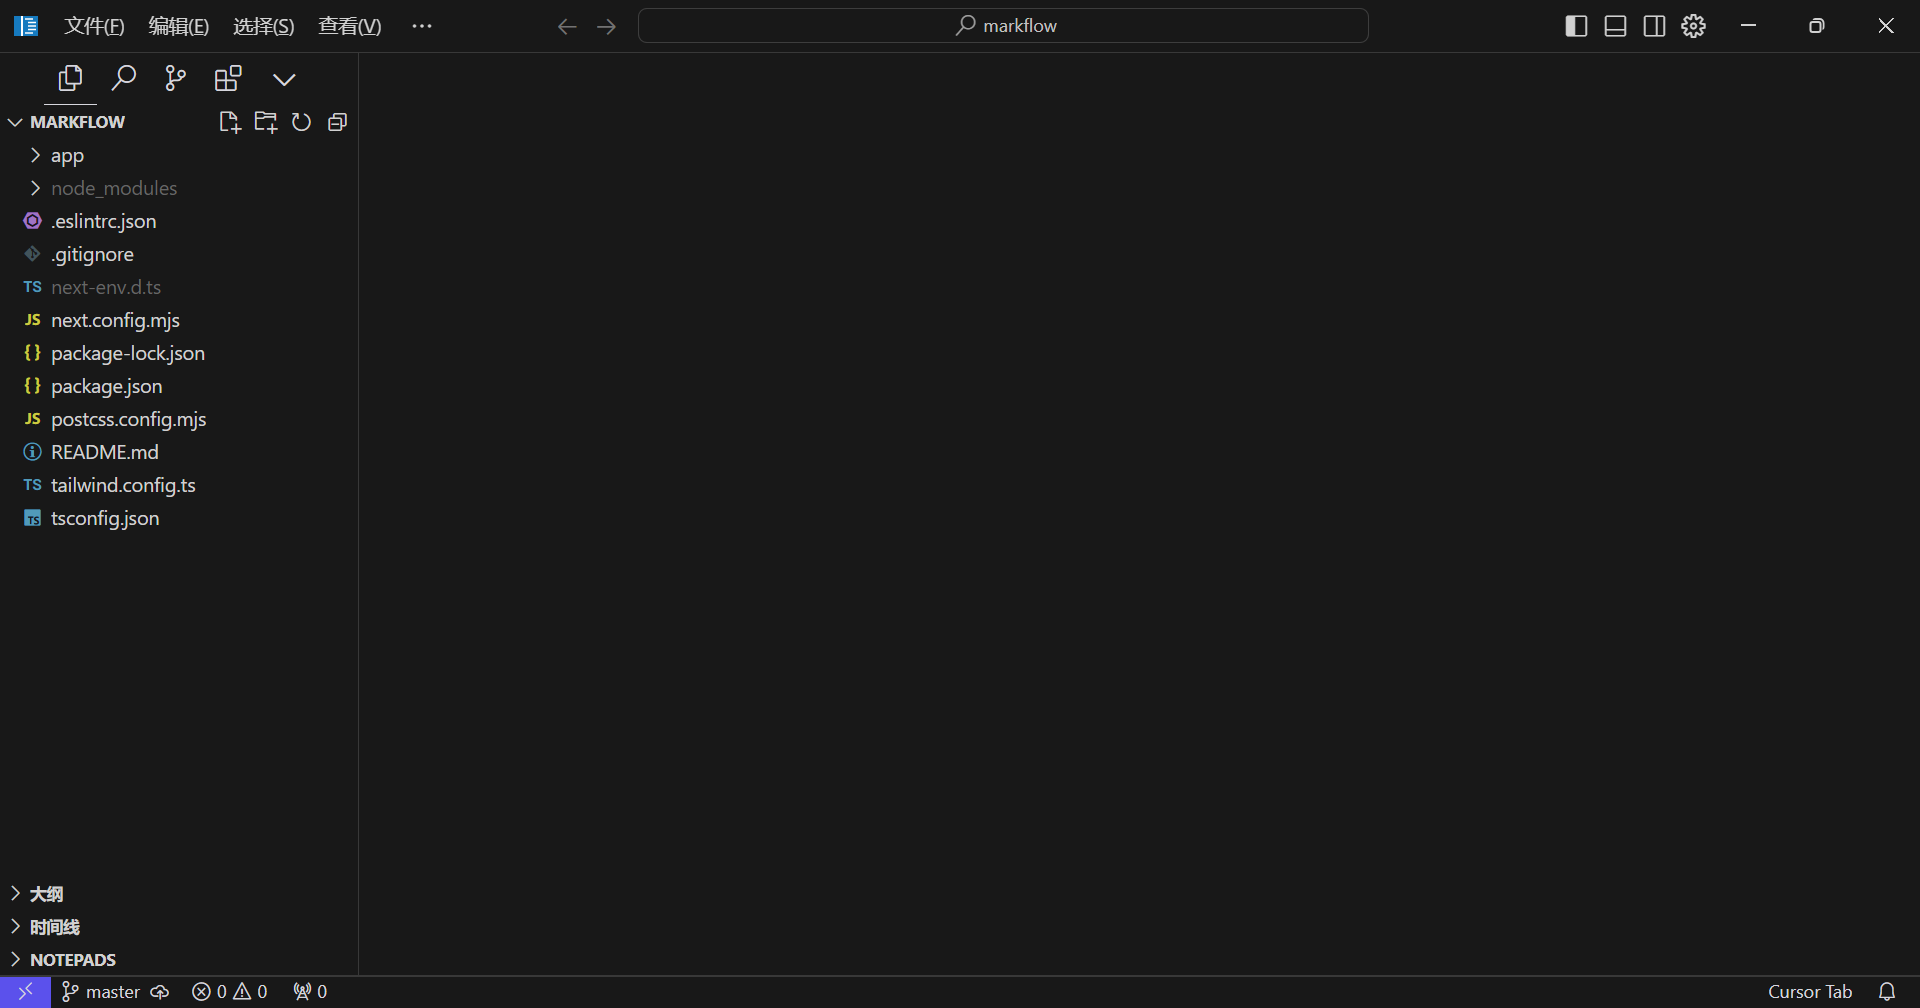 文件(F) 编辑(E) 选择(S) 查看(V) ··· markflow
MARKFLOW
app
node_modules
.eslintrc.json
.gitignore
TS next-env.d.ts
JS next.config.mjs
{} package-lock.json
{} package.json
JS postcss.config.mjs
README.md
TS tailwind.config.ts
TS tsconfig.json
大纲
时间线
NOTEPADS
master 0 0 0 Cursor Tab